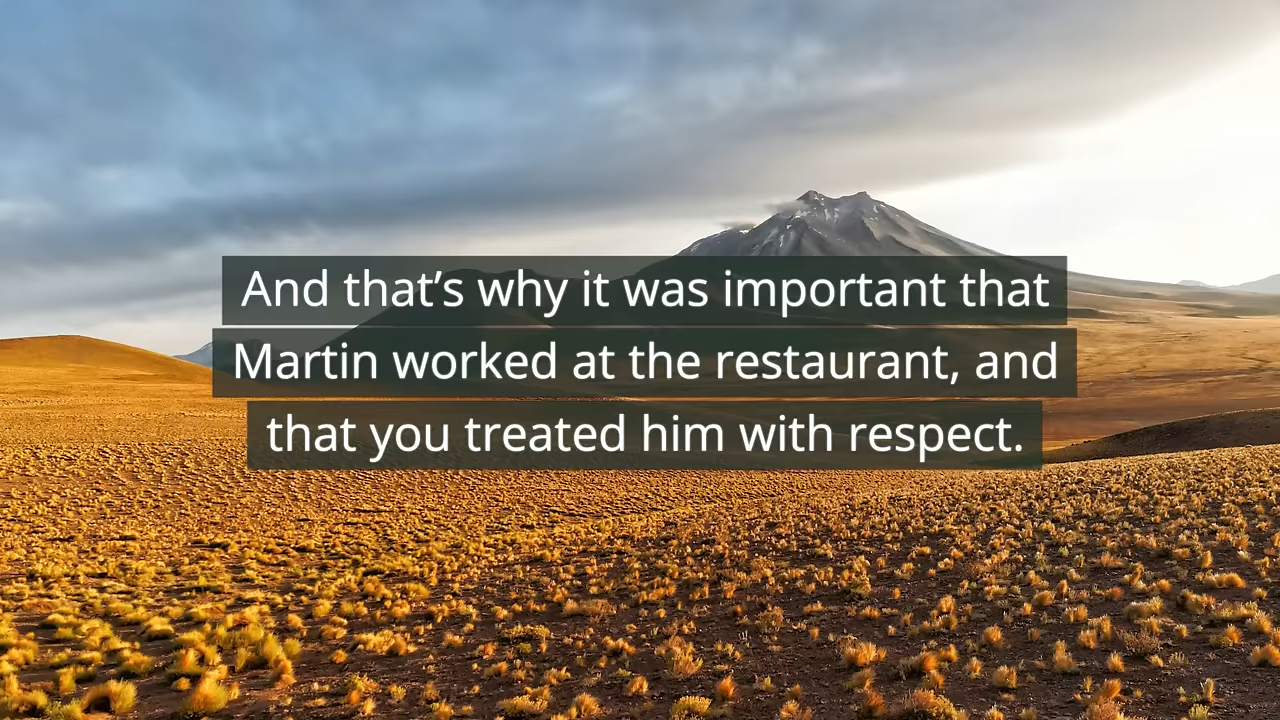 And that’s why it was important that
Martin worked at the restaurant, and
that you treated him with respect.